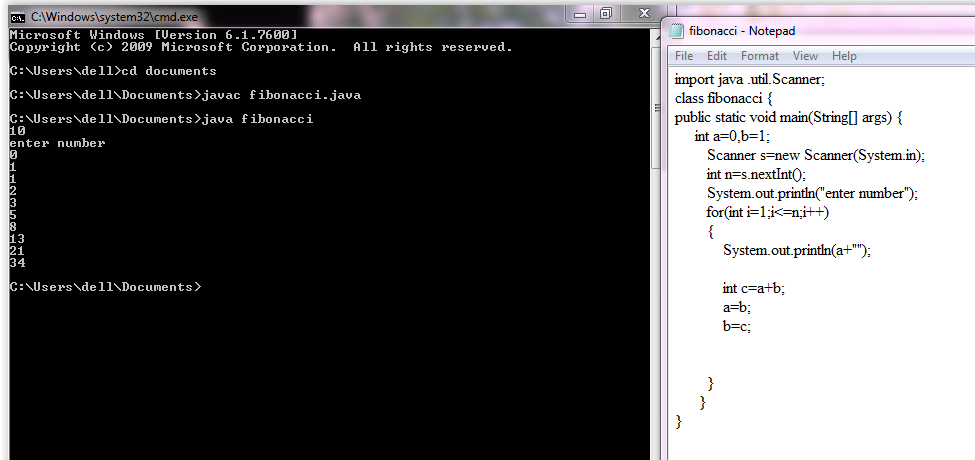 C:\Windows\system32\cmd.exe
Microsoft Windows [Version 6.1.7600]
Copyright (c) 2009 Microsoft Corporation.  All rights reserved.
C:\Users\dell>cd documents
C:\Users\dell\Documents>javac fibonacci.java
C:\Users\dell\Documents>java fibonacci
10
enter number
0
1
1
2
3
5
8
13
21
34
C:\Users\dell\Documents>
fibonacci - Notepad
File Edit Format View Help
import java .util.Scanner;
class fibonacci {
public static void main(String[] args) {
int a=0,b=1;
Scanner s=new Scanner(System.in);
int n=s.nextInt();
System.out.println("enter number");
for(int i=1;i<=n;i++)
{
System.out.println(a+"");
int c=a+b;
a=b;
b=c;
}
}
}